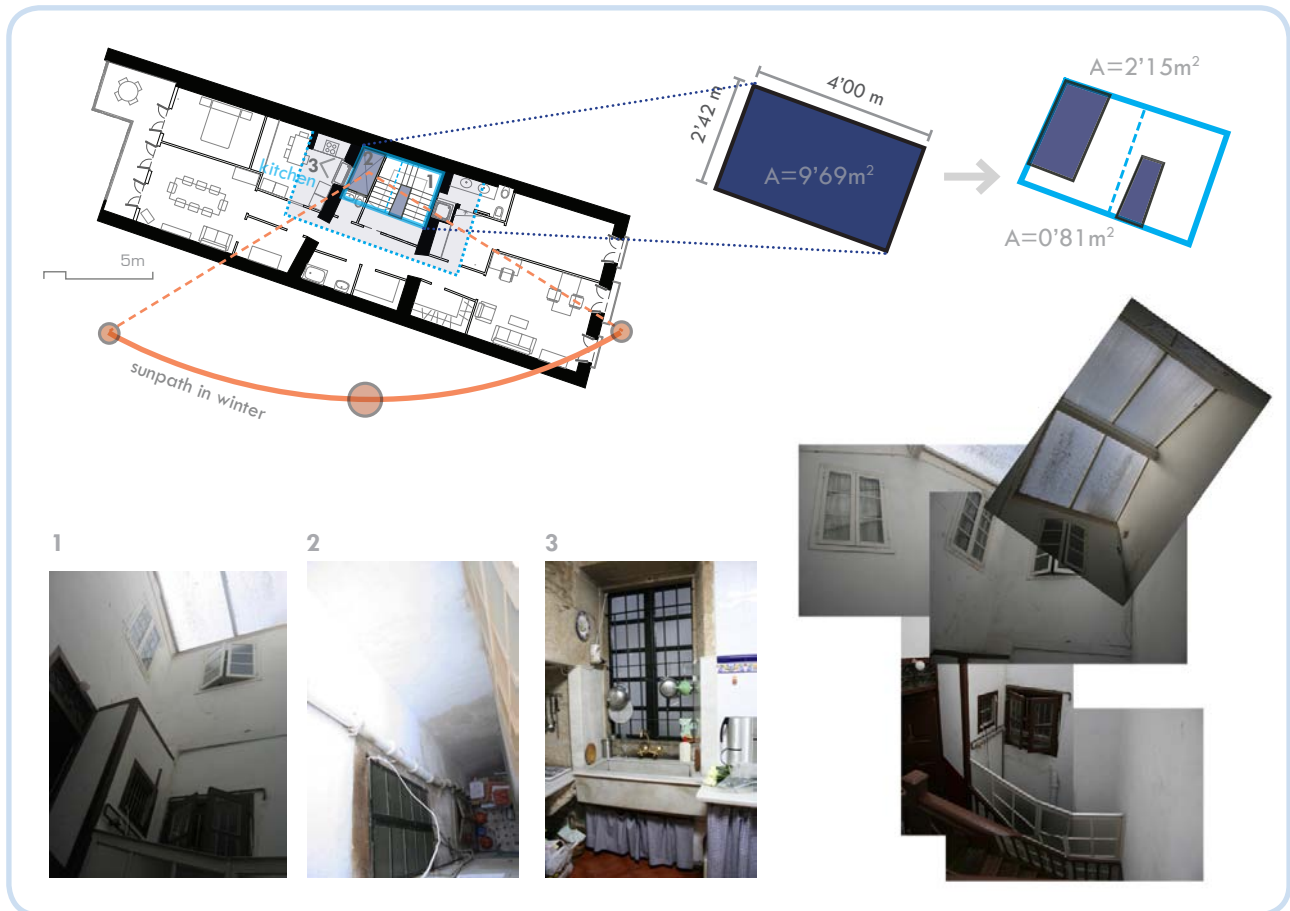 A=2'15m²
4'00 m
2'42 m
A=9'69m²
A=0'81m²
kitchen
3
2
1
5m
sunpath in winter
1
2
3